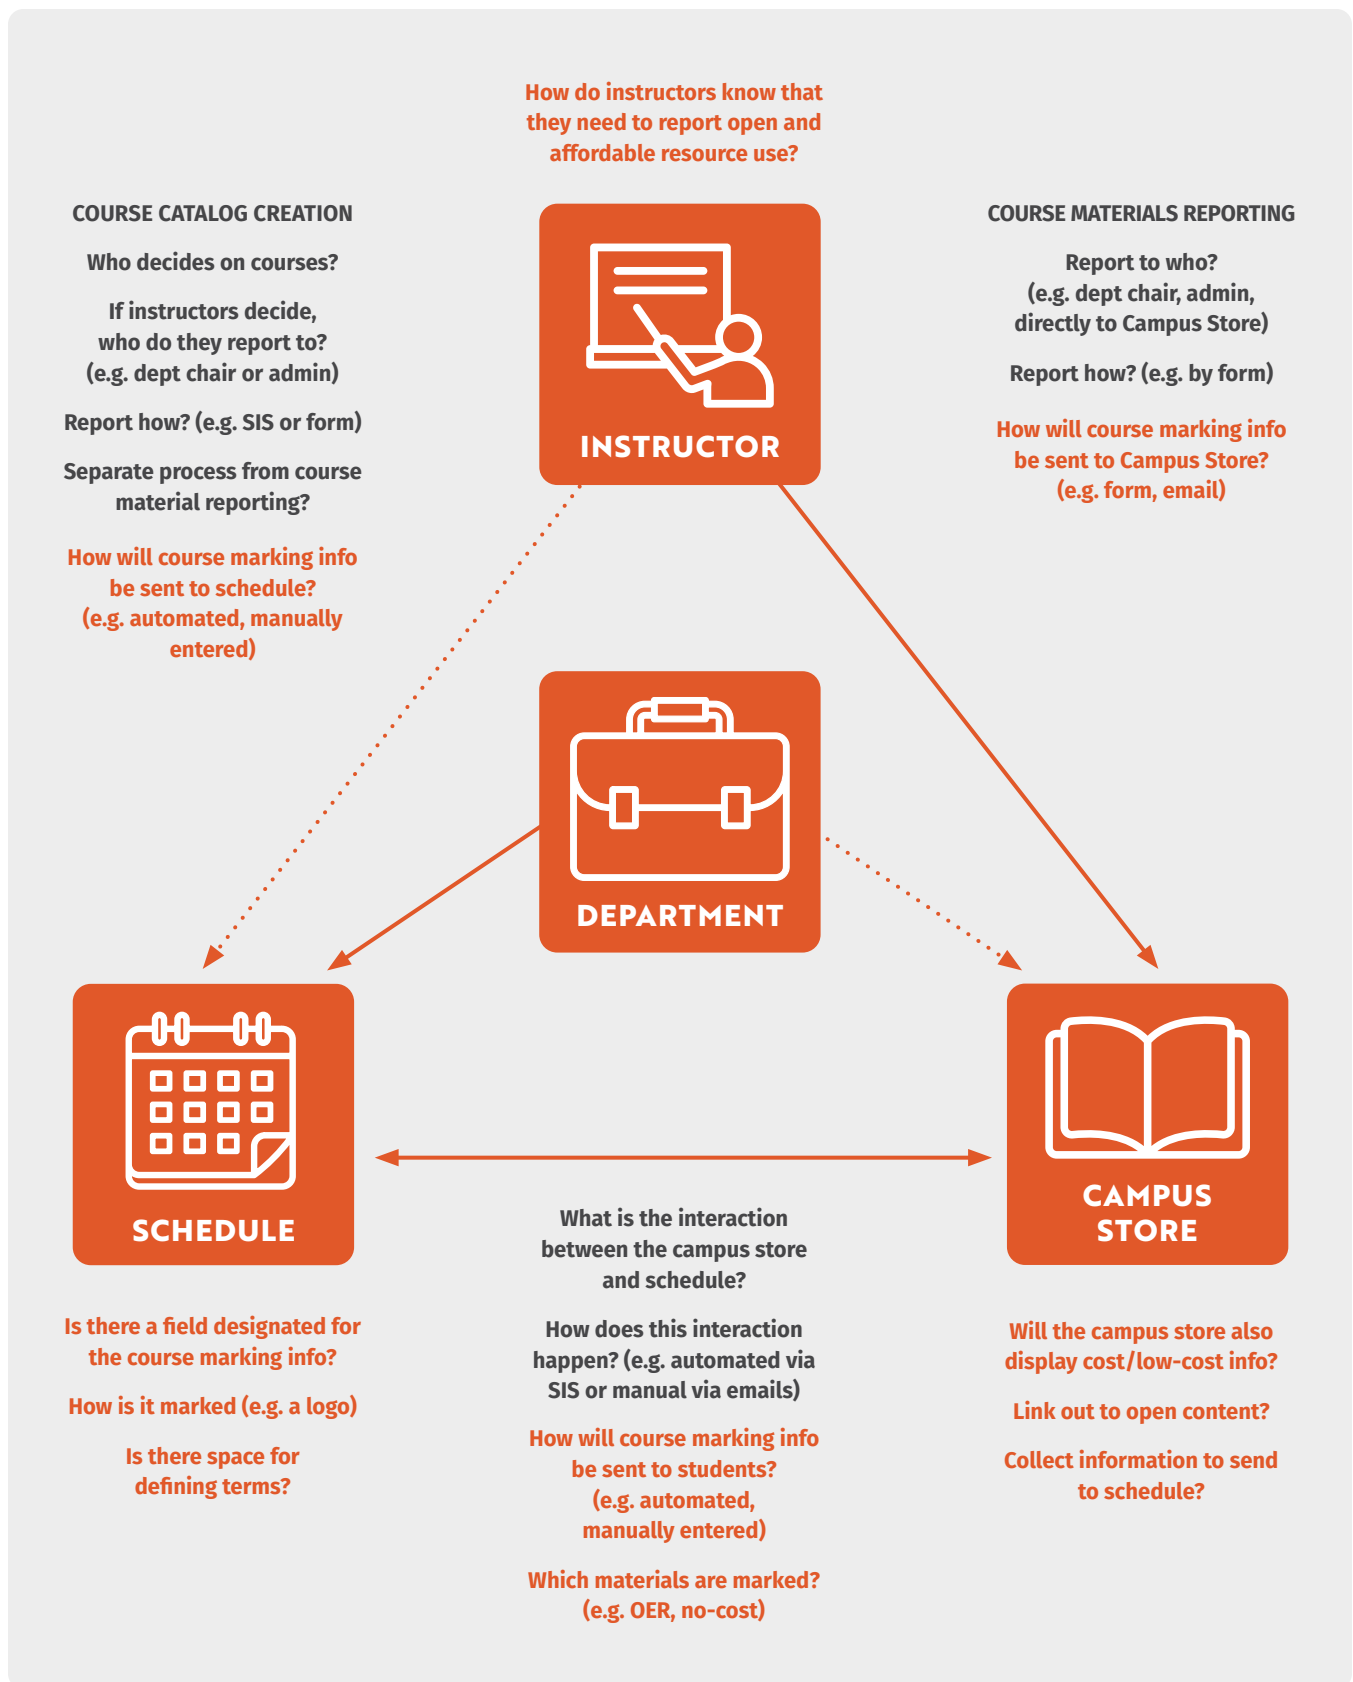 How do instructors know that
they need to report open and
affordable resource use?
COURSE CATALOG CREATION
Who decides on courses?
If instructors decide,
who do they report to?
(e.g. dept chair or admin)
Report how? (e.g. SIS or form)
Separate process from course
material reporting?
How will course marking info
be sent to schedule?
(e.g. automated, manually
entered)
INSTRUCTOR
COURSE MATERIALS REPORTING
Report to who?
(e.g. dept chair, admin,
directly to Campus Store)
Report how? (e.g. by form)
How will course marking info
be sent to Campus Store?
(e.g. form, email)
DEPARTMENT
SCHEDULE
Is there a field designated for
the course marking info?
How is it marked (e.g. a logo)
Is there space for
defining terms?
What is the interaction
between the campus store
and schedule?
How does this interaction
happen? (e.g. automated via
SIS or manual via emails)
How will course marking info
be sent to students?
(e.g. automated,
manually entered)
Which materials are marked?
(e.g. OER, no-cost)
CAMPUS
STORE
Will the campus store also
display cost/low-cost info?
Link out to open content?
Collect information to send
to schedule?